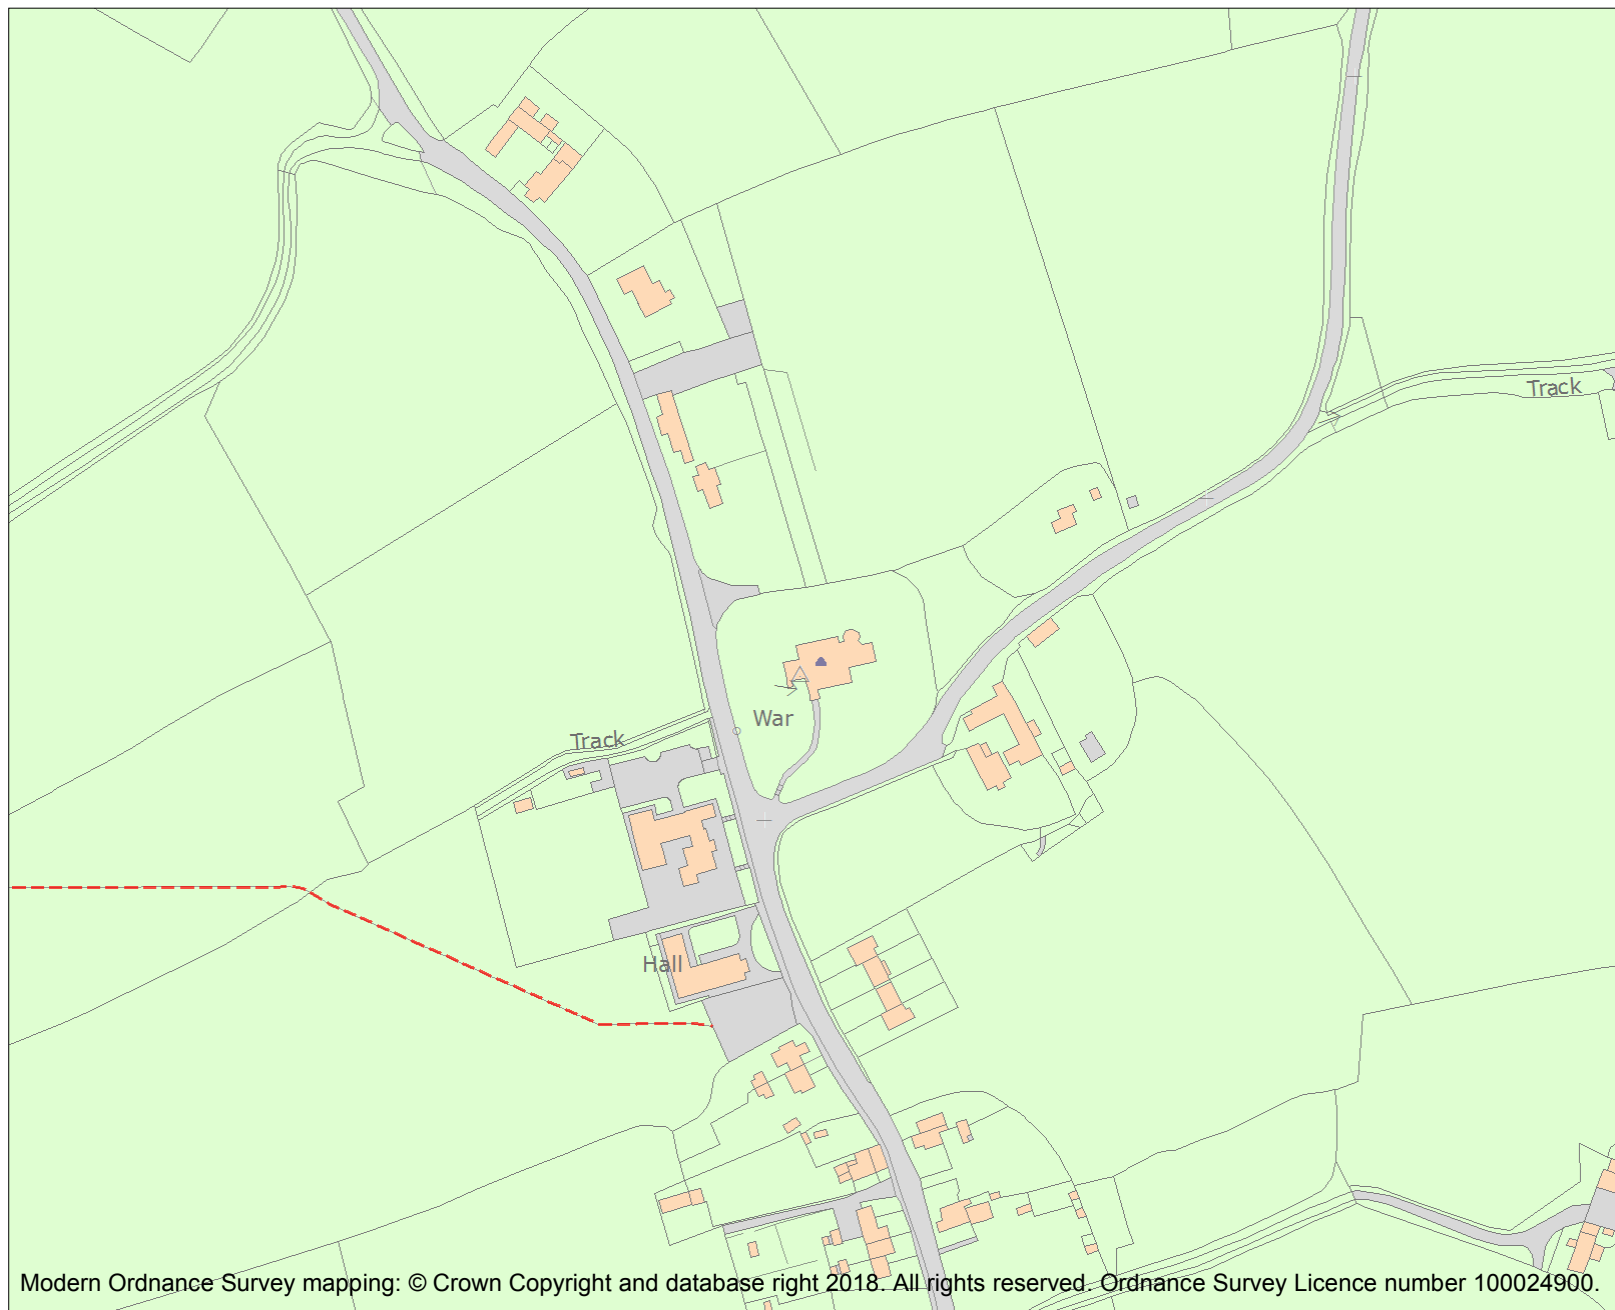 Track
War
Track
Hall
Modern Ordnance Survey mapping: © Crown Copyright and database right 2018. All rights reserved. Ordnance Survey Licence number 100024900.